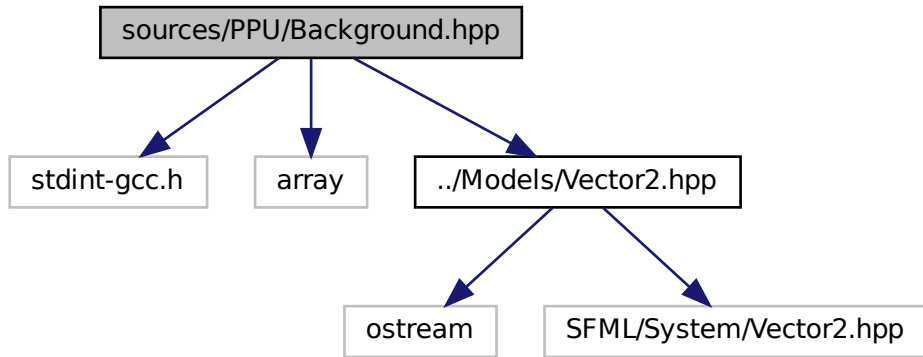 sources/PPU/Background.hpp
stdint-gcc.h
array
../Models/Vector2.hpp
ostream
SFML/System/Vector2.hpp